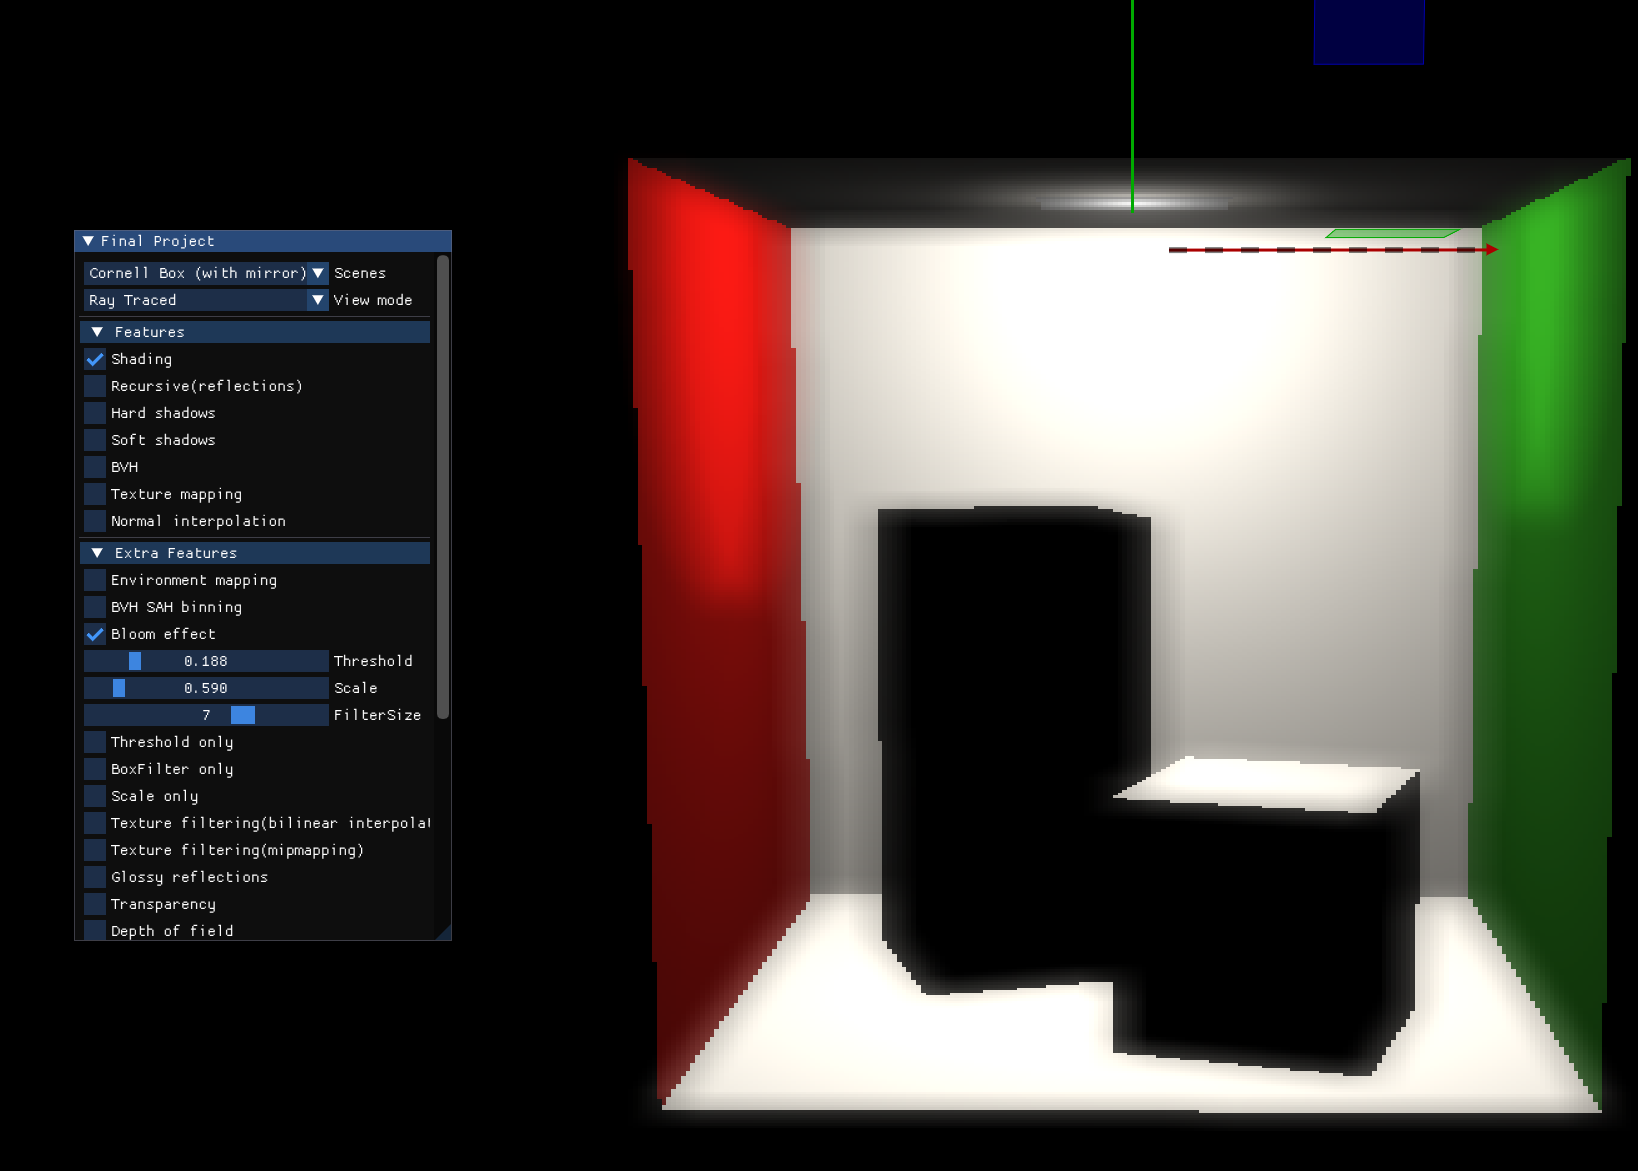 Final Project
Cornell Box (with mirror) Scenes
Ray Traced View mode
Features
Shading
Recursive(reflections)
Hard shadows
Soft shadows
BVH
Texture mapping
Normal interpolation
Extra Features
Environment mapping
BVH SAH binning
Bloom effect
0.188 Threshold
0.590 Scale
7 FilterSize
Threshold only
BoxFilter only
Scale only
Texture filtering(bilinear interpolat
Texture filtering(mipmapping)
Glossy reflections
Transparency
Depth of field